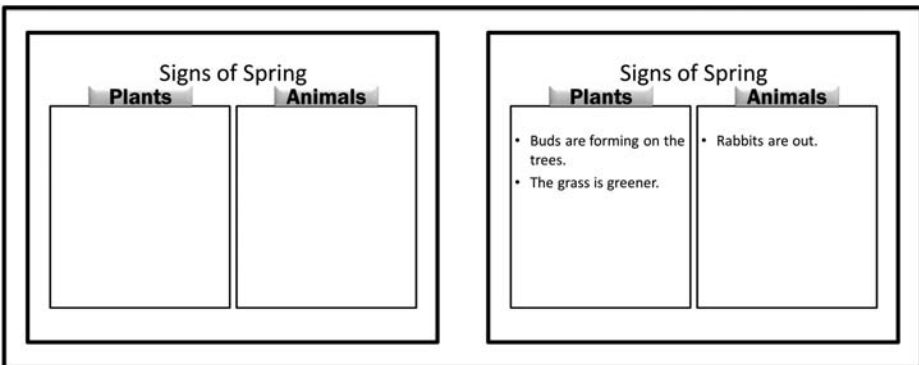 Signs of Spring
Plants
Animals
Signs of Spring
Plants
Animals
• Buds are forming on the
trees.
• The grass is greener.
• Rabbits are out.